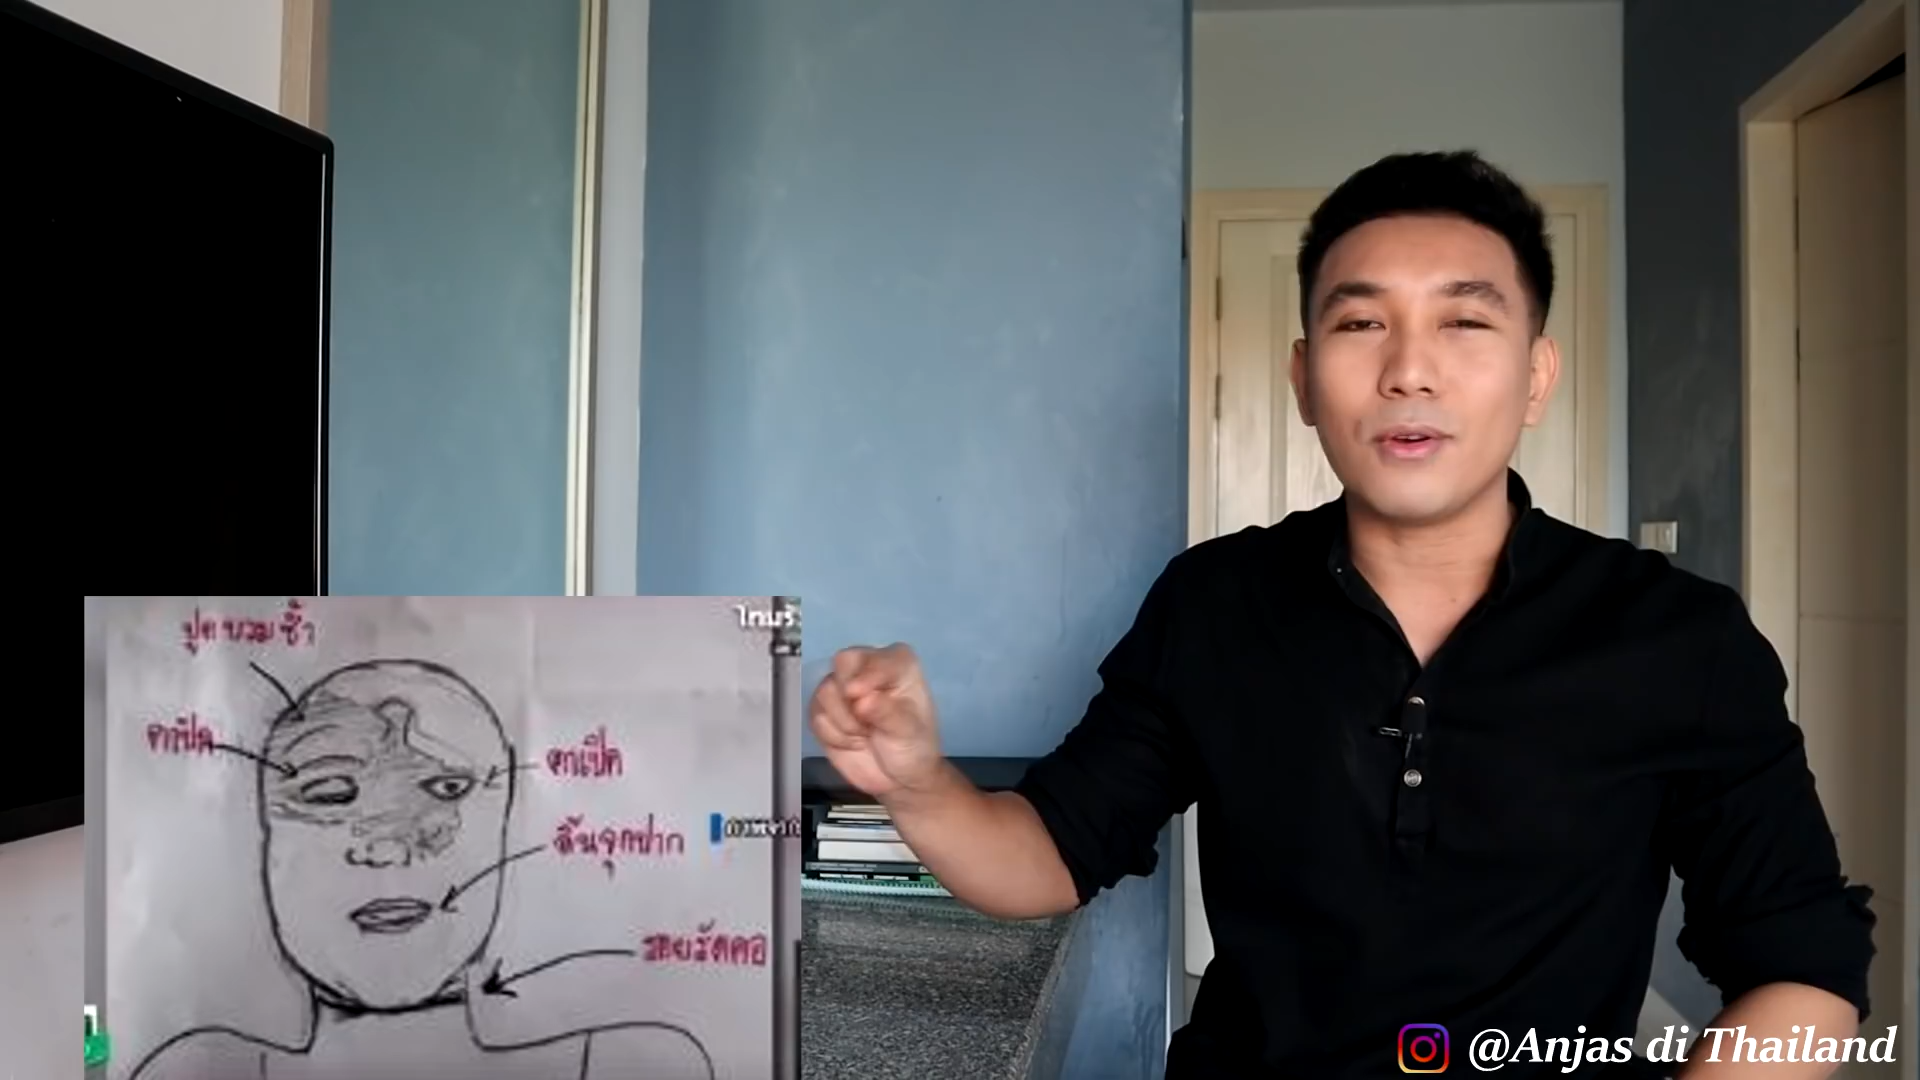 ปูด บวม ช้ำ
ตาปิด
ตาเปิด
ลิ้นจุกปาก
รอยรัดคอ
@Anjas di Thailand